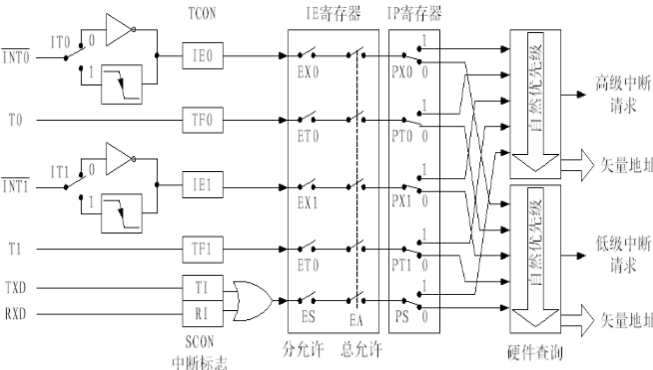 TCON IE寄存器 IP寄存器
IT0 0 1
INT0 1 IE0 EX0 PX0 0 自然优先级 高级中断
请求
T0 TF0 ET0 PT0 1 0
矢量地址
IT1 0
INT1 1 IE1 EX1 PX1 1 0
T1 TF1 ET0 PT1 1 0 自然优先级 低级中断
请求
TXD TI
RXD RI ES EA PS 1 0 矢量地址
SCON 分允许 总允许 硬件查询
中断标志